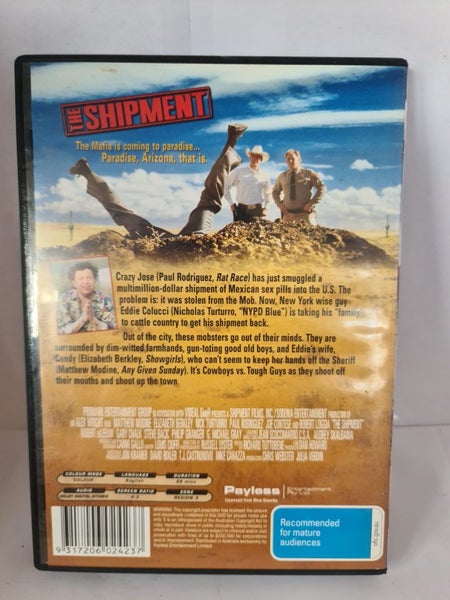 THE SHIPMENT
The Mafia is coming to paradise...
Paradise, Arizona, that is.
Crazy Jose (Paul Rodriguez, Rat Race) has just smuggled a
multimillion-dollar shipment of Mexican sex pills into the U.S. The
problem is: it was stolen from the Mob. Now, New York wise guy
Eddie Colucci (Nicholas Turturro, "NYPD Blue") is taking his "family"
to cattle country to get his shipment back.
Out of the city, these mobsters go out of their minds. They are
surrounded by dim-witted farmhands, gun-toting good old boys, and Eddie's wife,
Candy (Elizabeth Berkley, Showgirls), who can't seem to keep her hands off the Sheriff
(Matthew Modine, Any Given Sunday). It's Cowboys vs. Tough Guys as they shoot off
their mouths and shoot up the town.
COLOUR MODE
COLOUR
LANGUAGE
English
DURATION
AUDIO
DOLBY DIGITAL STEREO
SCREEN RATIO
4:3
ZONE
REGION 4
Payless Entertainment
Recommended
for mature
audiences
9 317206 024237